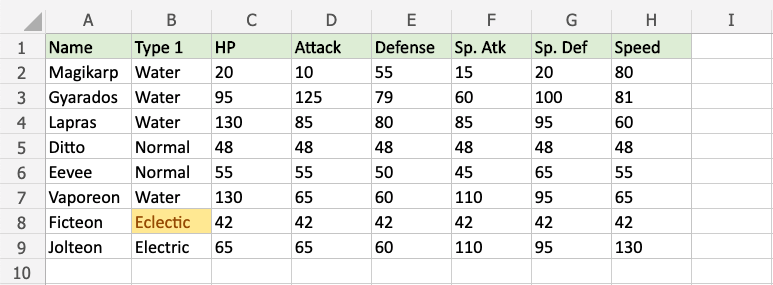 A B C D E F G H I
1 Name Type 1 HP Attack Defense Sp. Atk Sp. Def Speed
2 Magikarp Water 20 10 55 15 20 80
3 Gyarados Water 95 125 79 60 100 81
4 Lapras Water 130 85 80 85 95 60
5 Ditto Normal 48 48 48 48 48 48
6 Eevee Normal 55 55 50 45 65 55
7 Vaporeon Water 130 65 60 110 95 65
8 Ficteon Eclectic 42 42 42 42 42 42
9 Jolteon Electric 65 65 60 110 95 130
10